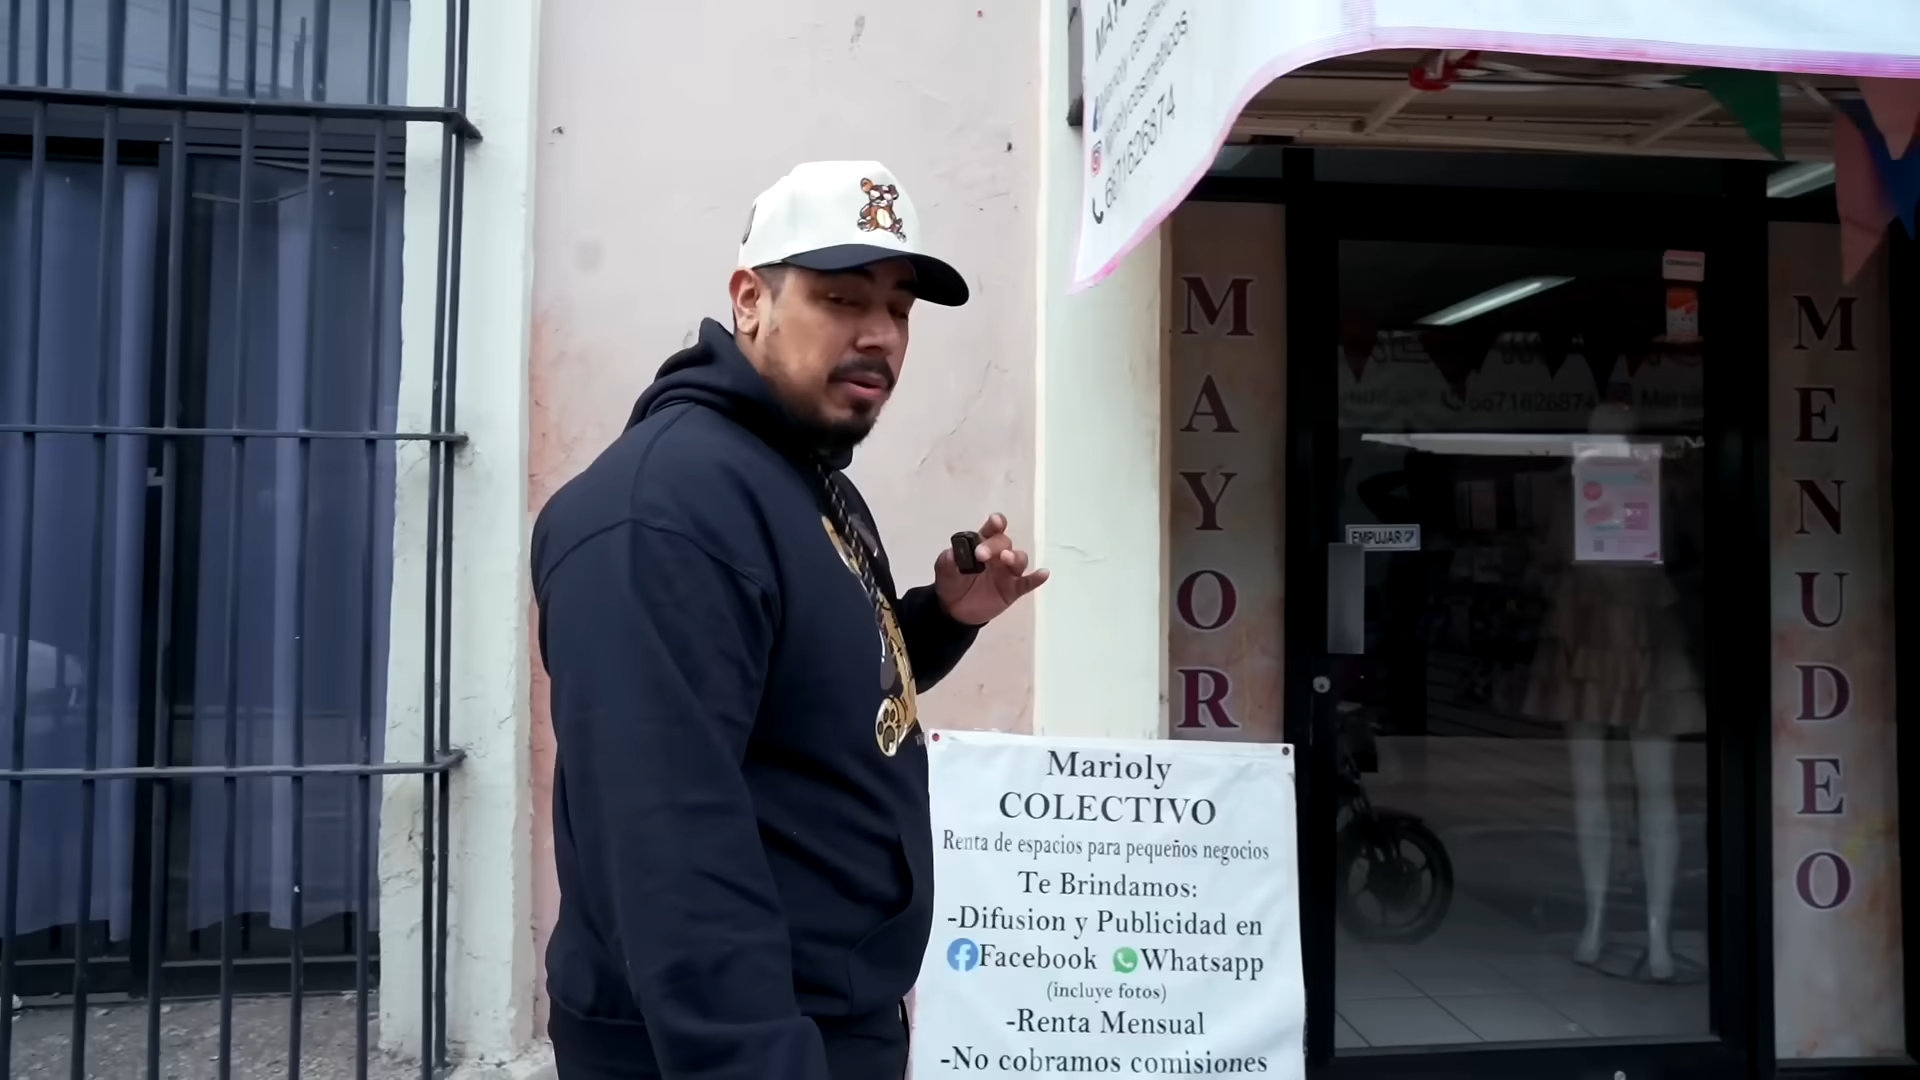 cosmeticos
6671626874
MAYOR
MENUDEO
EMPUJAR
Marioly
COLECTIVO
Renta de espacios para pequeños negocios
Te Brindamos:
-Difusion y Publicidad en
Facebook Whatsapp
(incluye fotos)
-Renta Mensual
-No cobramos comisiones